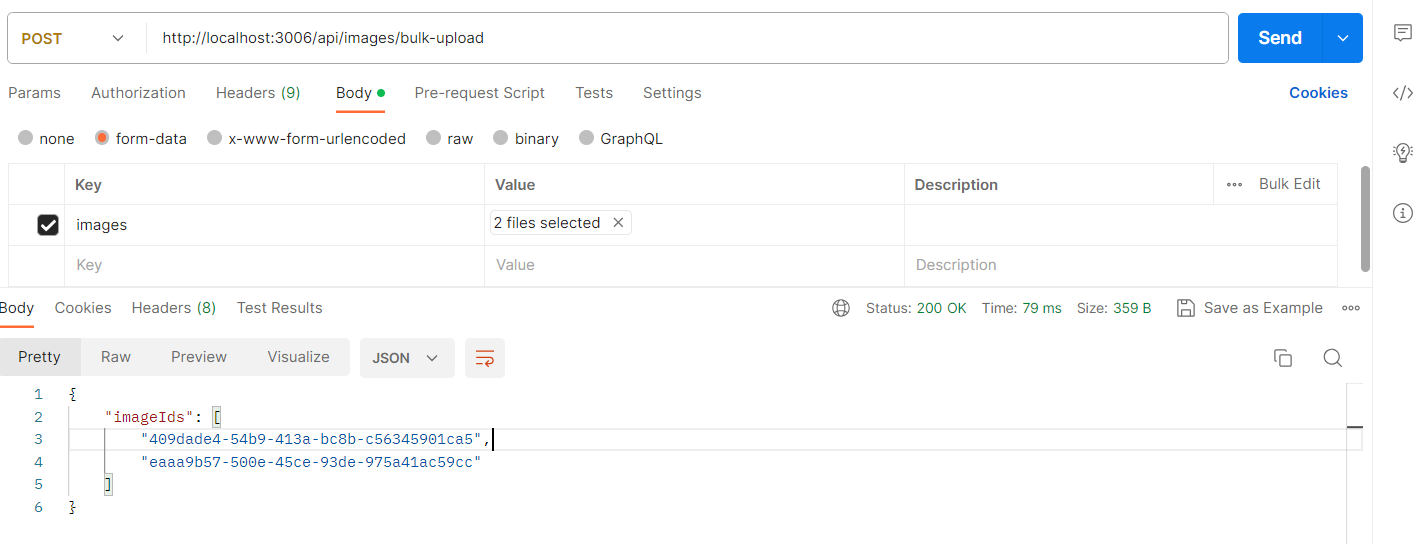 POST http://localhost:3006/api/images/bulk-upload Send
Params Authorization Headers (9) Body Pre-request Script Tests Settings Cookies
none form-data x-www-form-urlencoded raw binary GraphQL
Key Value Description Bulk Edit
images 2 files selected
Key Value Description
Body Cookies Headers (8) Test Results Status: 200 OK Time: 79 ms Size: 359 B Save as Example
Pretty Raw Preview Visualize JSON
1 {
2 "imageIds": [
3 "409dade4-54b9-413a-bc8b-c56345901ca5",
4 "eaaa9b57-500e-45ce-93de-975a41ac59cc"
5 ]
6 }